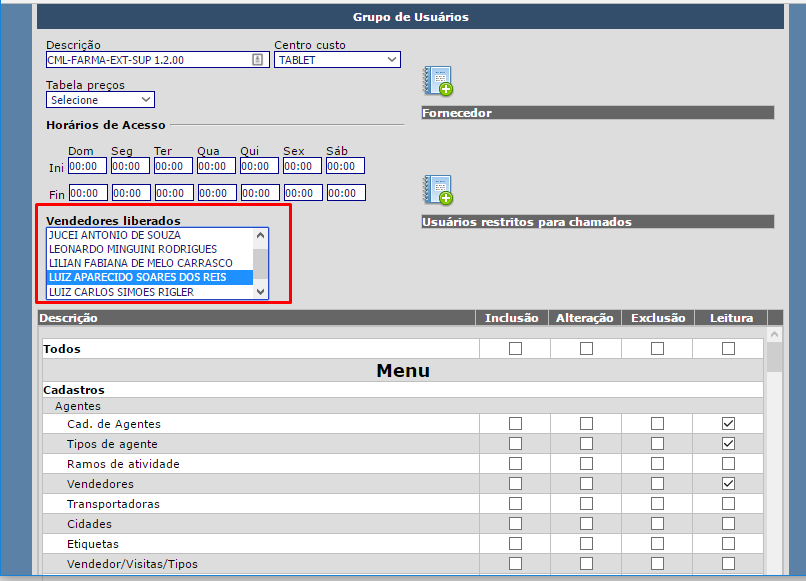 Grupo de Usuários
Descrição Centro custo
CML-FARMA-EXT-SUP 1.2.00 TABLET
Tabela preços
Selecione
Fornecedor
Horários de Acesso
Dom Seg Ter Qua Qui Sex Sáb
Ini 00:00 00:00 00:00 00:00 00:00 00:00 00:00
Fin 00:00 00:00 00:00 00:00 00:00 00:00 00:00
Vendedores liberados
Usuários restritos para chamados
JUCEI ANTONIO DE SOUZA
LEONARDO MINGUINI RODRIGUES
LILIAN FABIANA DE MELO CARRASCO
LUIZ APARECIDO SOARES DOS REIS
LUIZ CARLOS SIMOES RIGLER
Descrição Inclusão Alteração Exclusão Leitura
Todos
Menu
Cadastros
Agentes
Cad. de Agentes
Tipos de agente
Ramos de atividade
Vendedores
Transportadoras
Cidades
Etiquetas
Vendedor/Visitas/Tipos